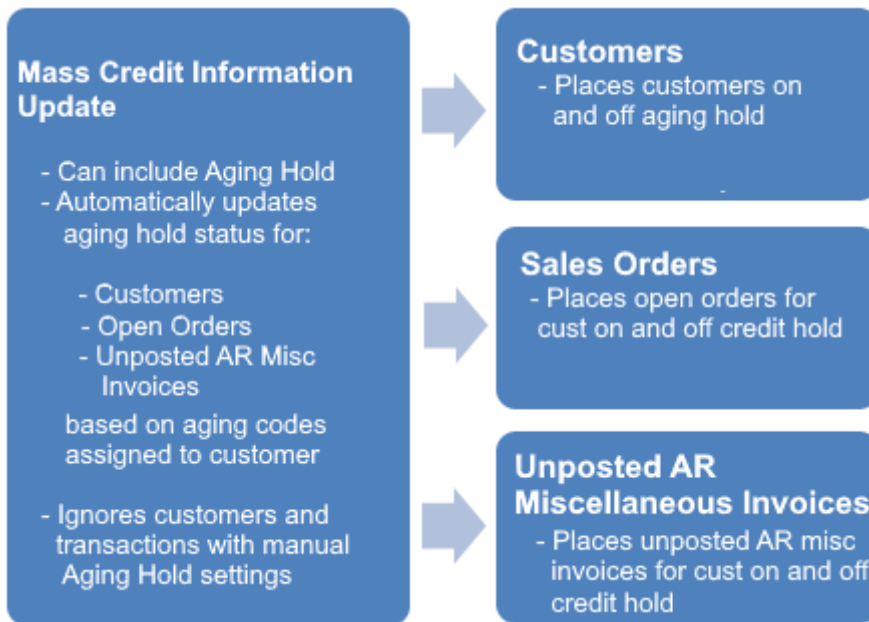 Mass Credit Information
Update
- Can include Aging Hold
- Automatically updates
aging hold status for:
- Customers
- Open Orders
- Unposted AR Misc
Invoices
based on aging codes
assigned to customer
- Ignores customers and
transactions with manual
Aging Hold settings
Customers
- Places customers on
and off aging hold
-
Sales Orders
- Places open orders for
cust on and off credit hold
Unposted AR
Miscellaneous Invoices
- Places unposted AR misc
invoices for cust on and off
credit hold